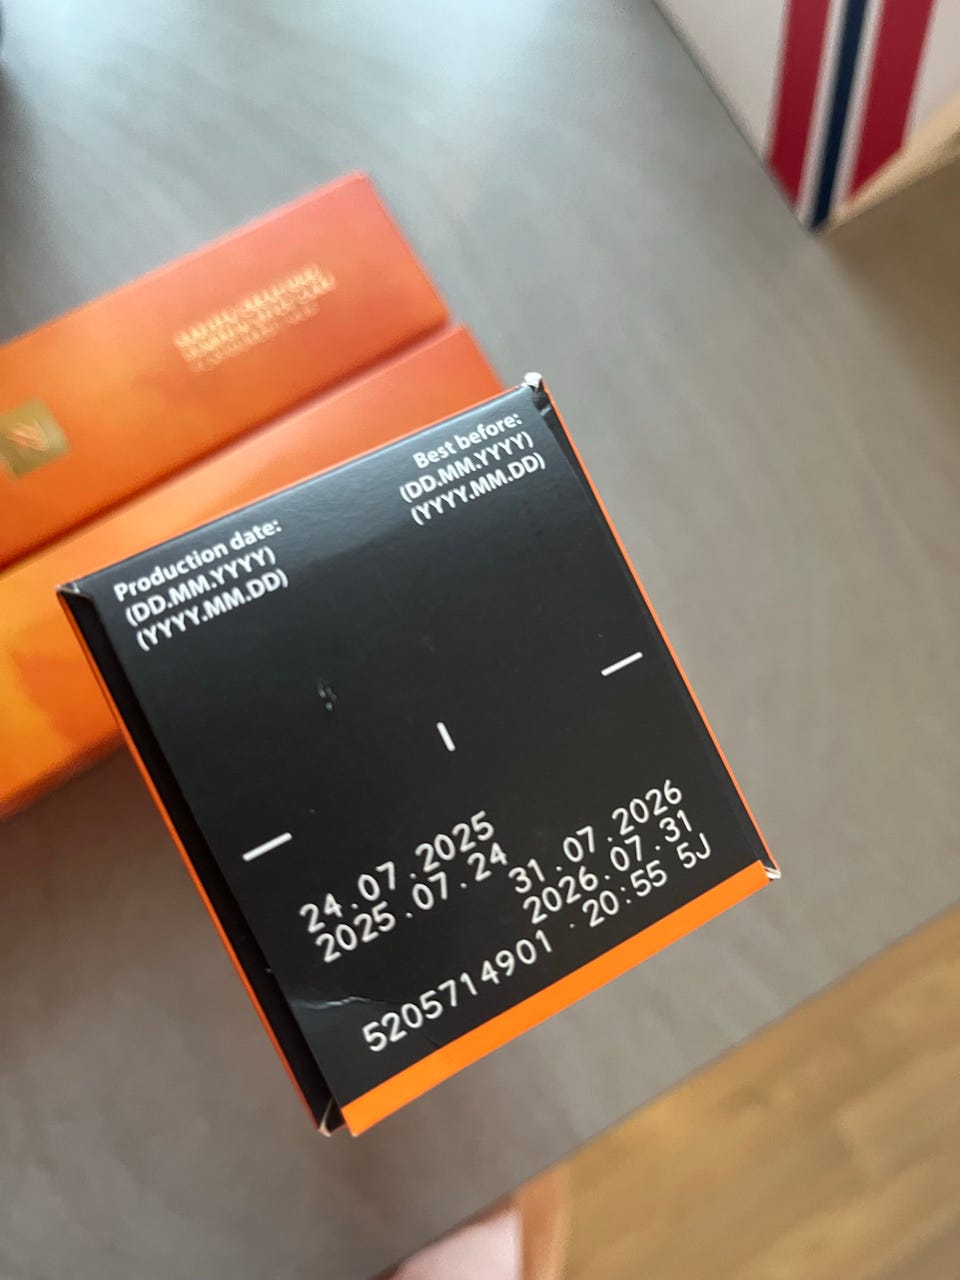 Production date:
(DD.MM.YYYY)
(YYYY.MM.DD)
Best before:
(DD.MM.YYYY)
(YYYY.MM.DD)
24.07.2025
2025.07.24
31.07.2026
2026.07.31
5205714901 · 20:55 5J